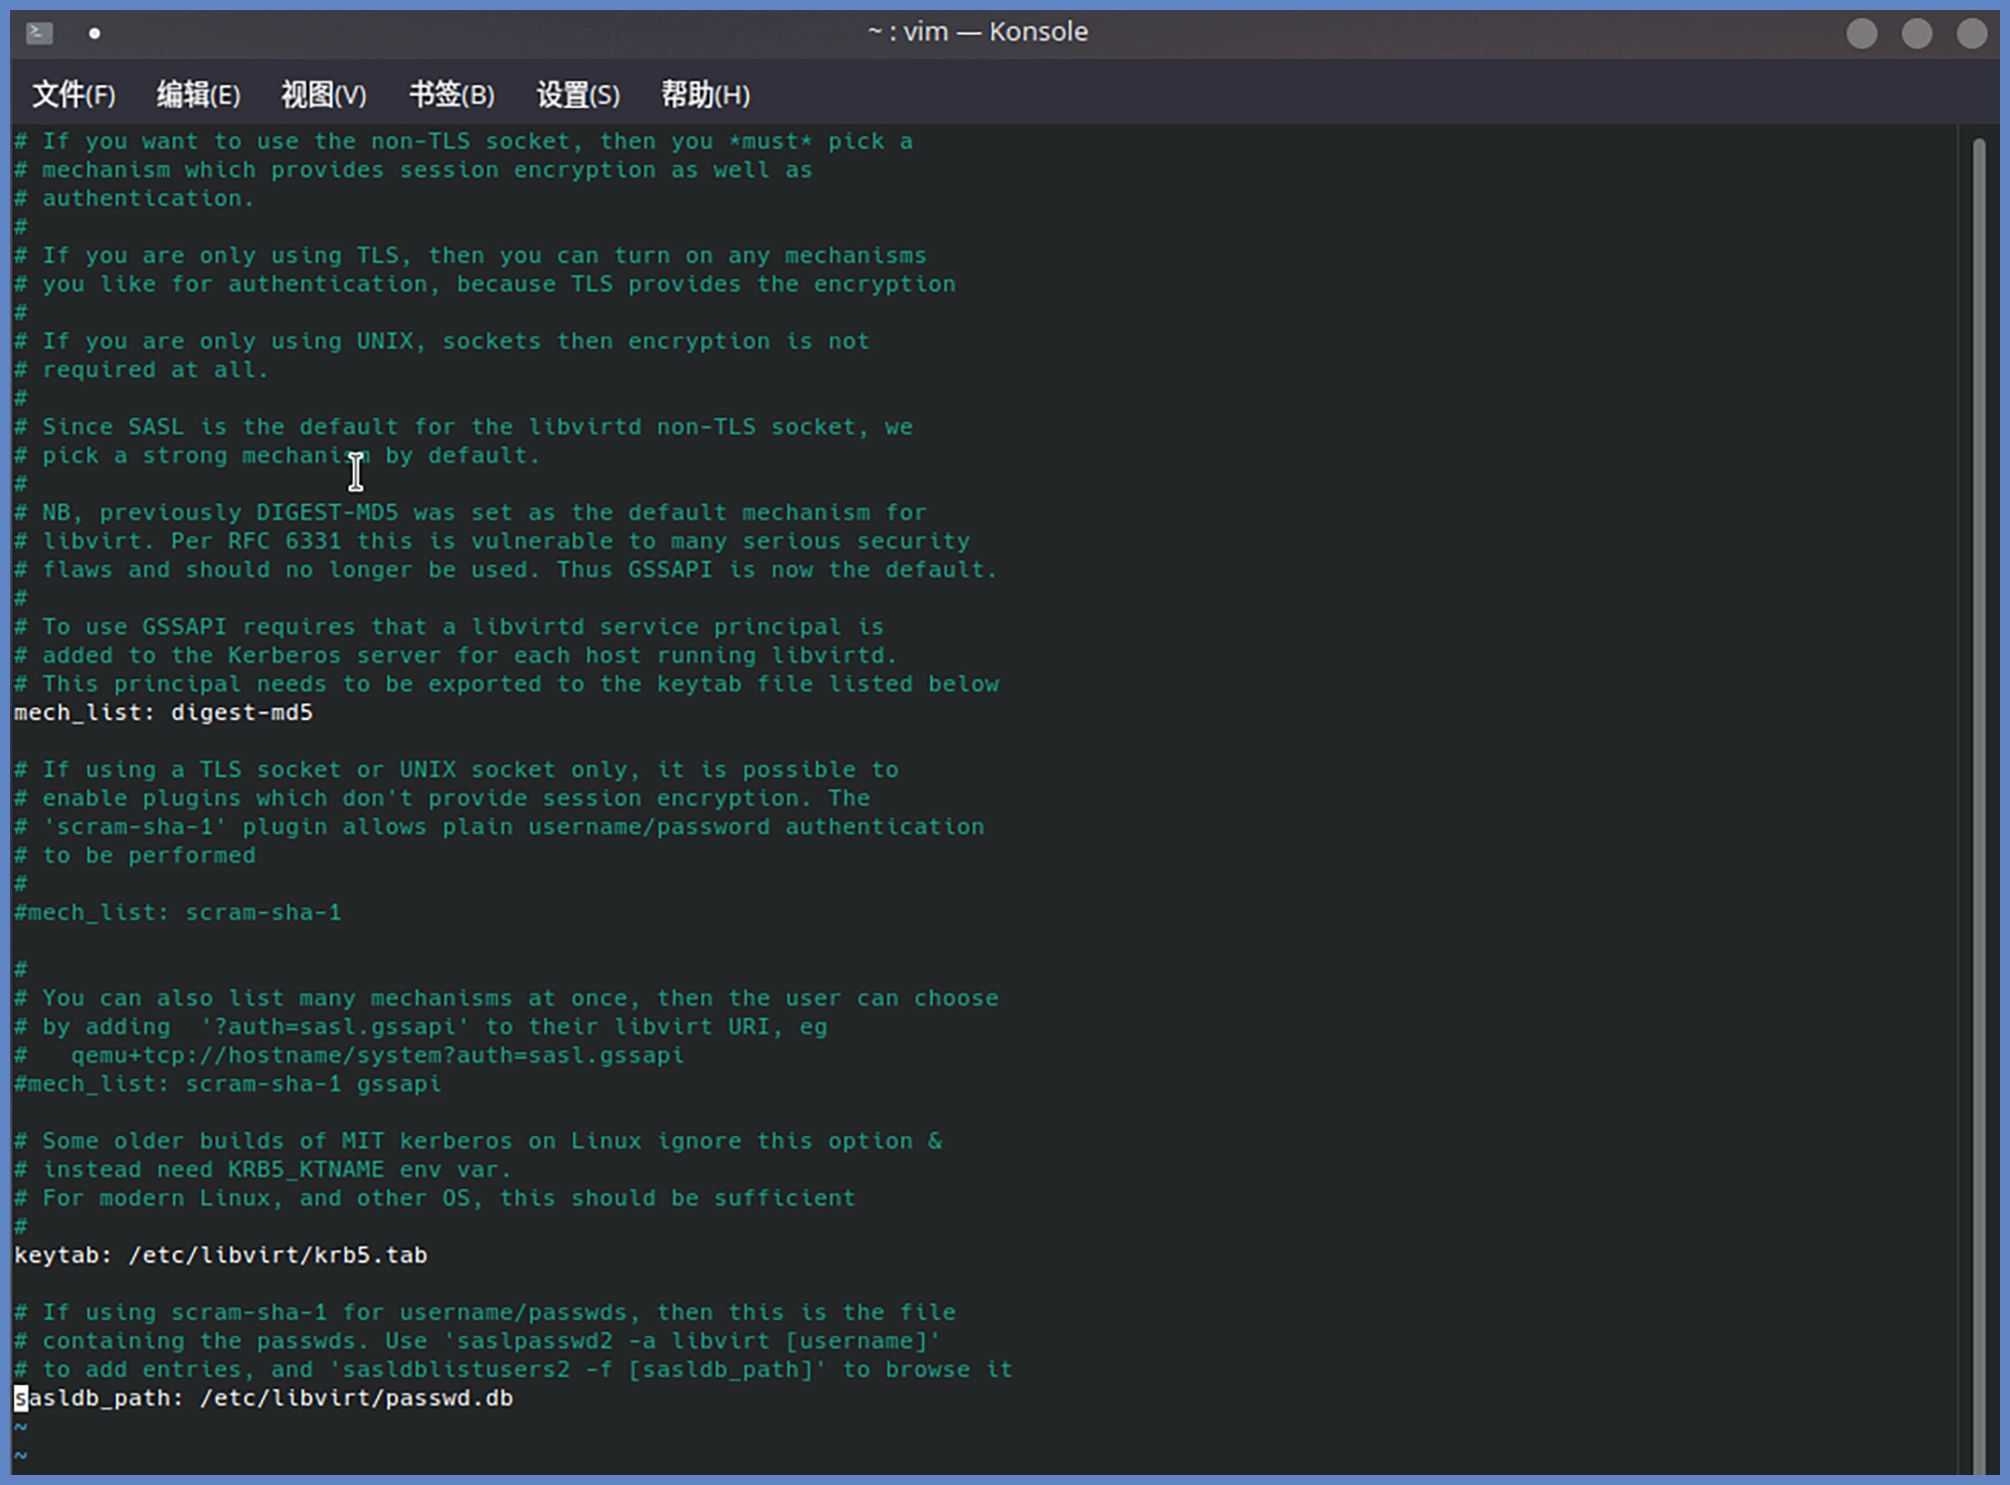 ~ : vim — Konsole
文件(F) 编辑(E) 视图(V) 书签(B) 设置(S) 帮助(H)
# If you want to use the non-TLS socket, then you *must* pick a
# mechanism which provides session encryption as well as
# authentication.
#
# If you are only using TLS, then you can turn on any mechanisms
# you like for authentication, because TLS provides the encryption
#
# If you are only using UNIX, sockets then encryption is not
# required at all.
#
# Since SASL is the default for the libvirtd non-TLS socket, we
# pick a strong mechanism by default.
#
# NB, previously DIGEST-MD5 was set as the default mechanism for
# libvirt. Per RFC 6331 this is vulnerable to many serious security
# flaws and should no longer be used. Thus GSSAPI is now the default.
#
# To use GSSAPI requires that a libvirtd service principal is
# added to the Kerberos server for each host running libvirtd.
# This principal needs to be exported to the keytab file listed below
mech_list: digest-md5
# If using a TLS socket or UNIX socket only, it is possible to
# enable plugins which don't provide session encryption. The
# 'scram-sha-1' plugin allows plain username/password authentication
# to be performed
#
#mech_list: scram-sha-1
#
# You can also list many mechanisms at once, then the user can choose
# by adding  '?auth=sasl.gssapi' to their libvirt URI, eg
#   qemu+tcp://hostname/system?auth=sasl.gssapi
#mech_list: scram-sha-1 gssapi
# Some older builds of MIT kerberos on Linux ignore this option &
# instead need KRB5_KTNAME env var.
# For modern Linux, and other OS, this should be sufficient
#
keytab: /etc/libvirt/krb5.tab
# If using scram-sha-1 for username/passwds, then this is the file
# containing the passwds. Use 'saslpasswd2 -a libvirt [username]'
# to add entries, and 'sasldblistusers2 -f [sasldb_path]' to browse it
sasldb_path: /etc/libvirt/passwd.db
~
~